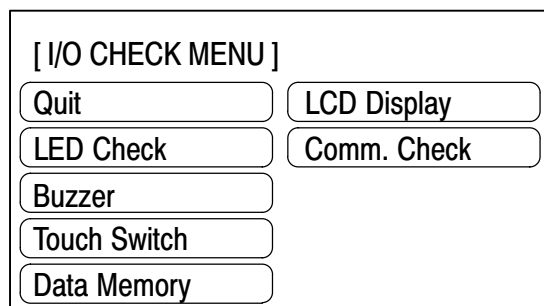 [ I/O CHECK MENU ]
Quit
LCD Display
LED Check
Comm. Check
Buzzer
Touch Switch
Data Memory